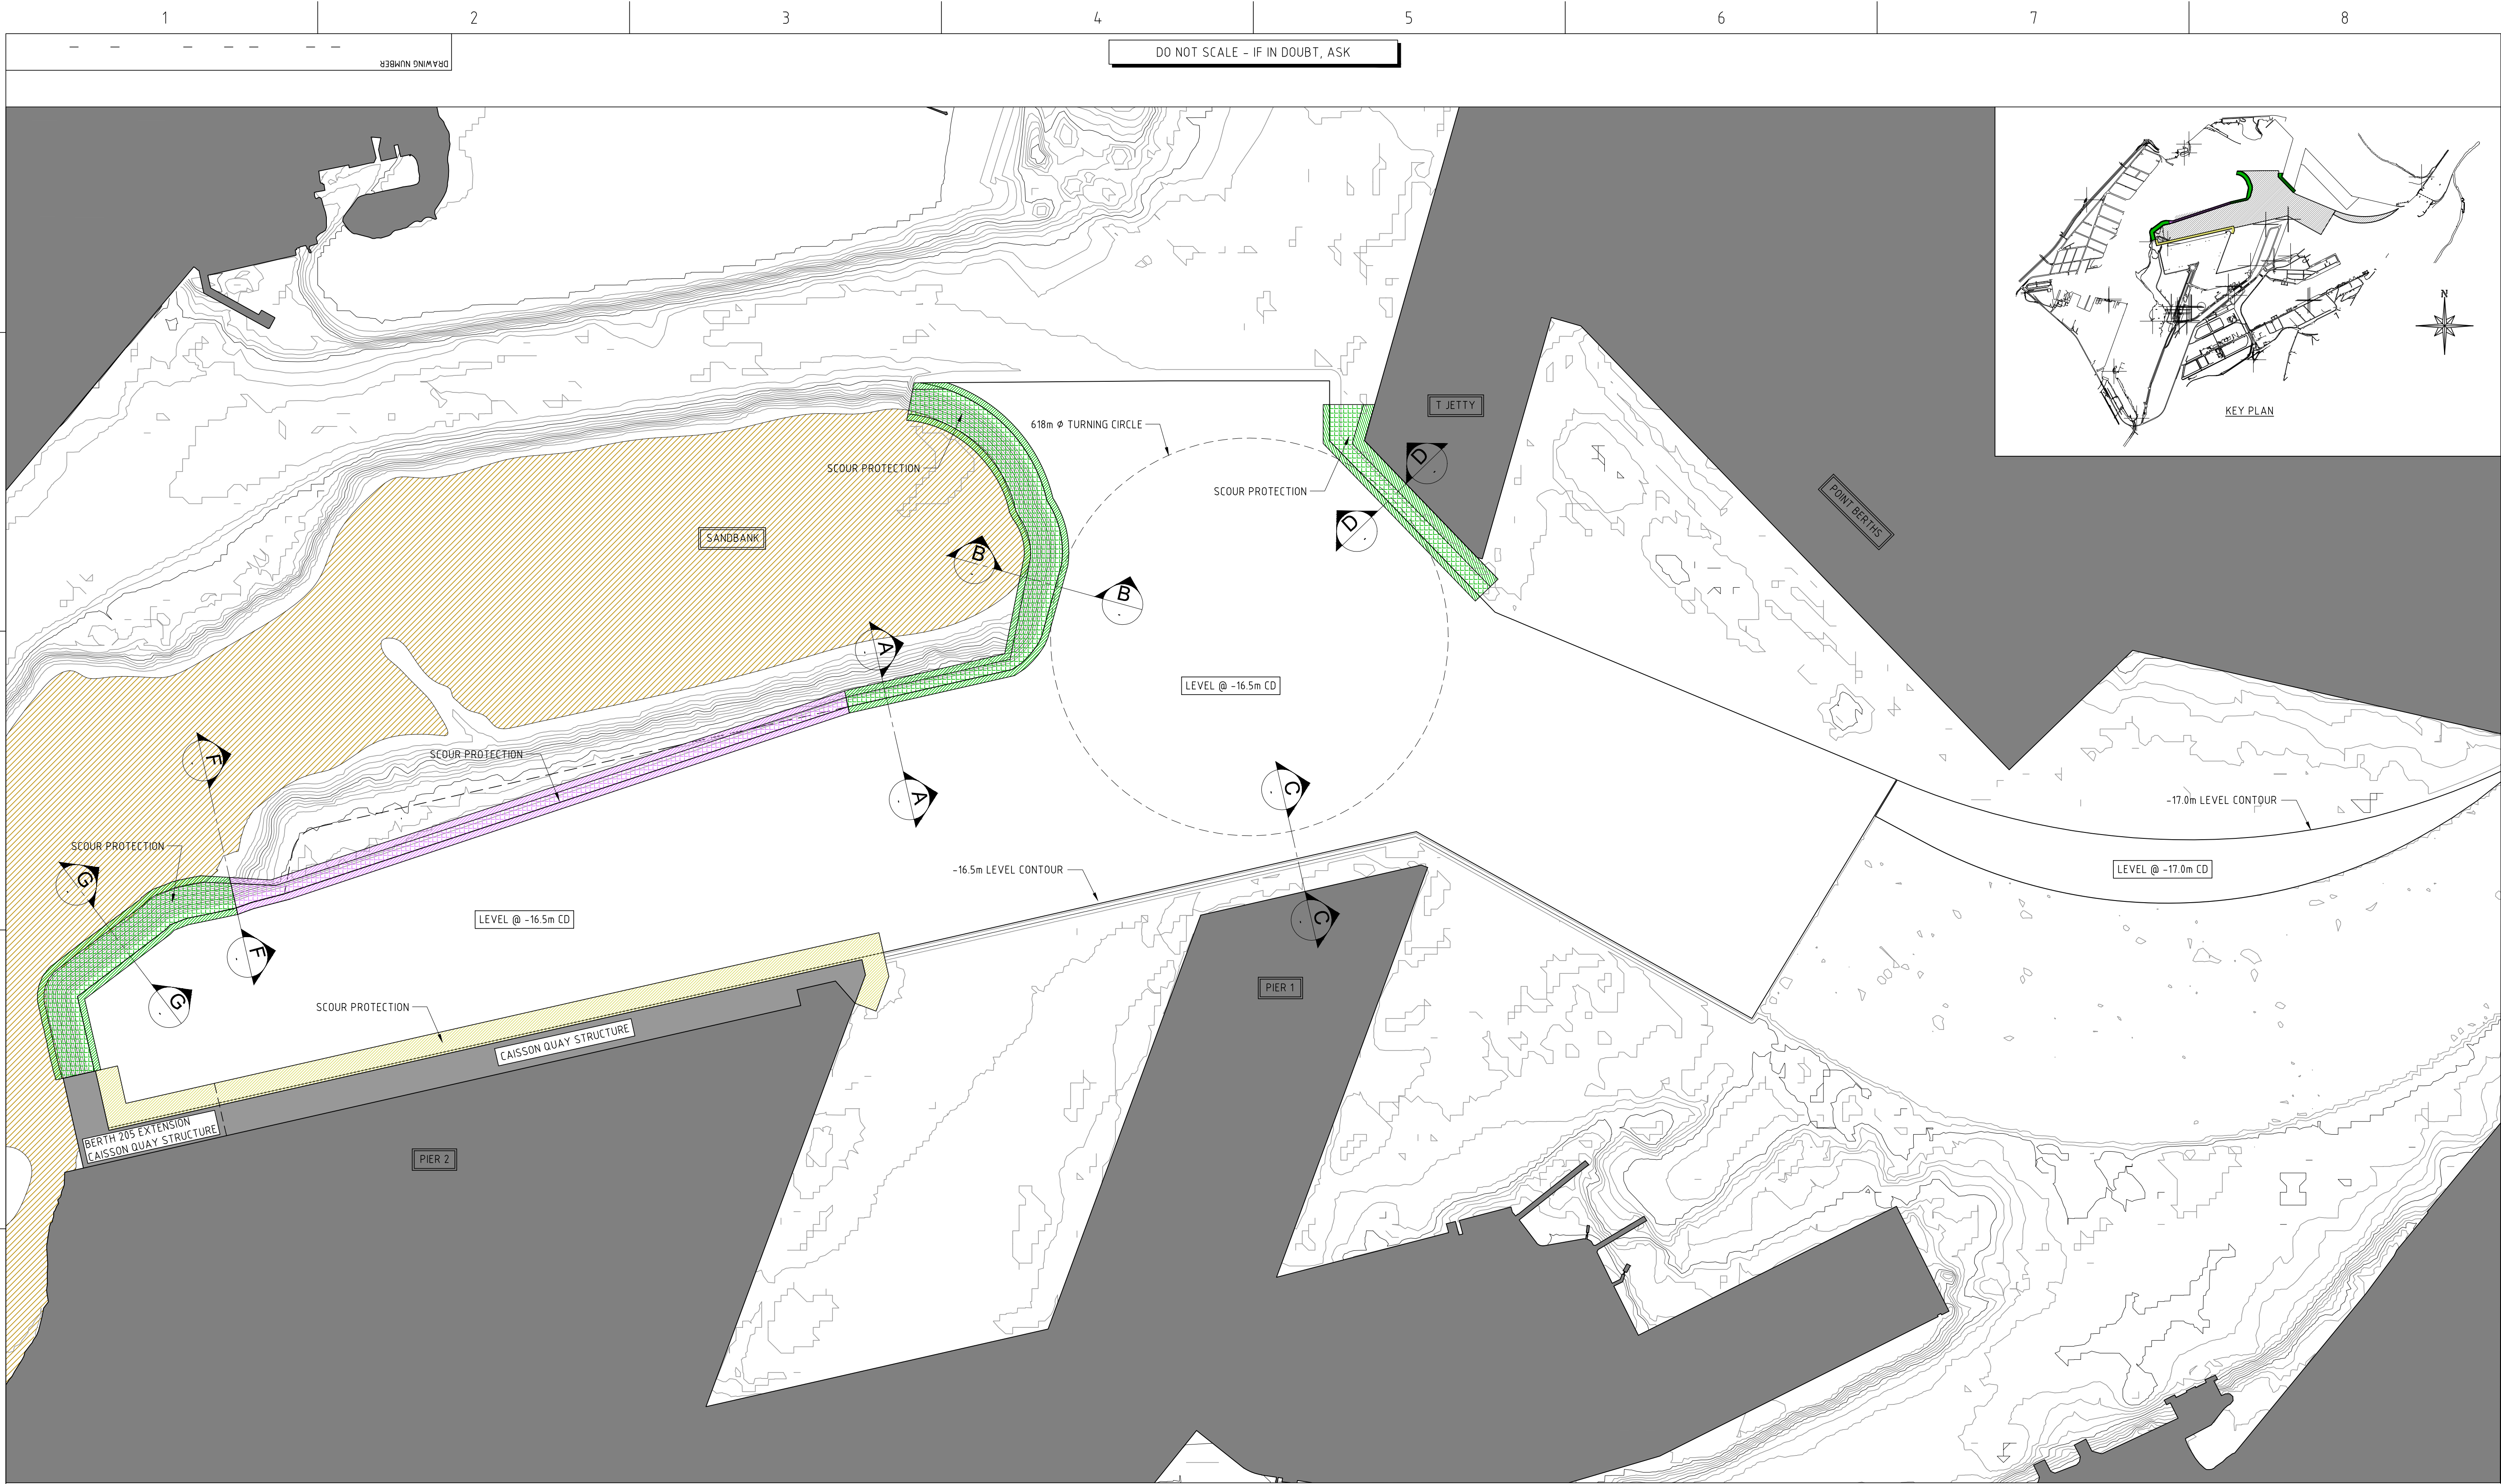 1 2 3 4 5 6 7 8
DRAWING NUMBER
DO NOT SCALE - IF IN DOUBT, ASK
N
KEY PLAN
T JETTY
618m Ø TURNING CIRCLE
SCOUR PROTECTION
D
SCOUR PROTECTION
POINT BERTHS
D
SANDBANK
B
B
A
LEVEL @ -16.5m CD
F
SCOUR PROTECTION
A
C
-17.0m LEVEL CONTOUR
SCOUR PROTECTION
G
-16.5m LEVEL CONTOUR
LEVEL @ -17.0m CD
LEVEL @ -16.5m CD
C
F
PIER 1
G
SCOUR PROTECTION
CAISSON QUAY STRUCTURE
BERTH 205 EXTENSION
CAISSON QUAY STRUCTURE
PIER 2